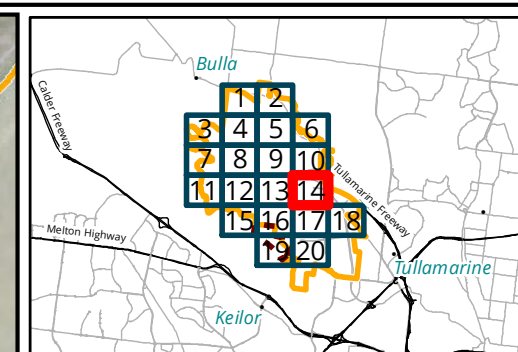 Bulla
Calder Freeway
1 2
3 4 5 6
7 8 9 10
Tullamarine Freeway
11 12 13 14
15 16 17 18
Melton Highway
19 20
Tullamarine
Keilor